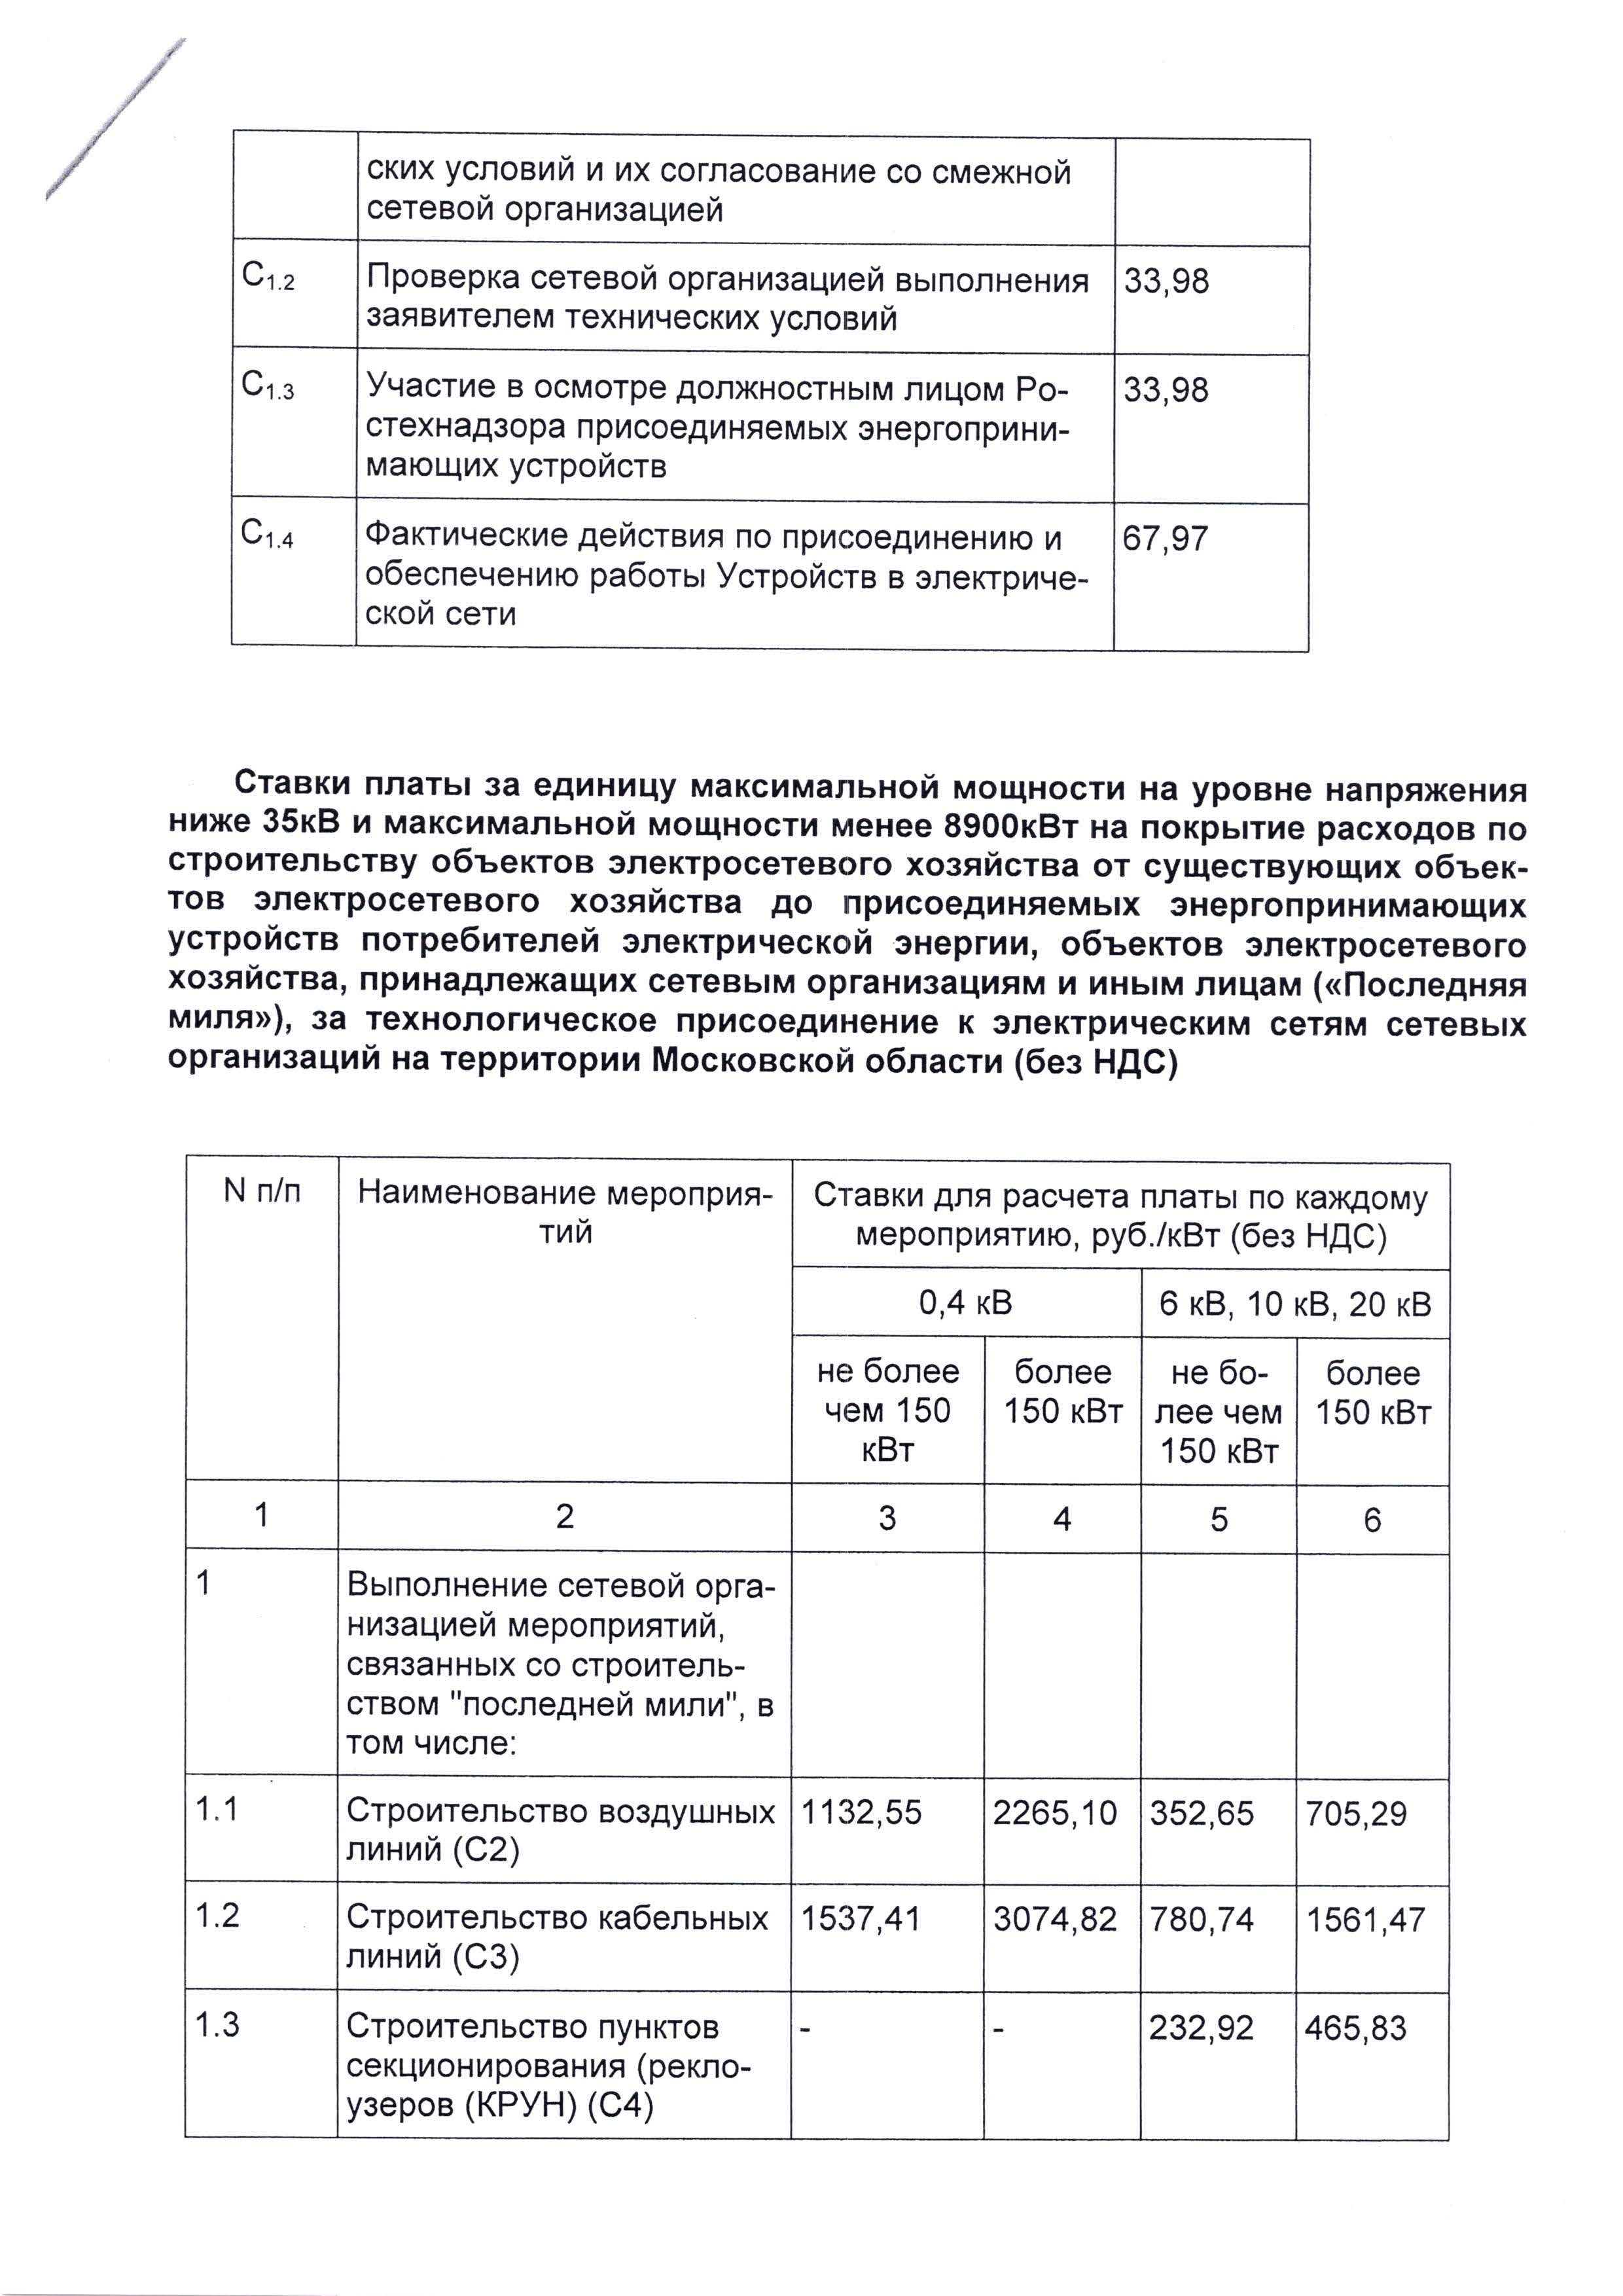 ских условий и их согласование со смежной
сетевой организацией
С1.2 Проверка сетевой организацией выполнения 33,98
заявителем технических условий
С1.3 Участие в осмотре должностным лицом Ро- 33,98
стехнадзора присоединяемых энергоприни-
мающих устройств
С1.4 Фактические действия по присоединению и 67,97
обеспечению работы Устройств в электриче-
ской сети
Ставки платы за единицу максимальной мощности на уровне напряжения
ниже 35кВ и максимальной мощности менее 8900кВт на покрытие расходов по
строительству объектов электросетевого хозяйства от существующих объек-
тов электросетевого хозяйства до присоединяемых энергопринимающих
устройств потребителей электрической энергии, объектов электросетевого
хозяйства, принадлежащих сетевым организациям и иным лицам («Последняя
миля»), за технологическое присоединение к электрическим сетям сетевых
организаций на территории Московской области (без НДС)
N п/п
Наименование мероприя-
тий
Ставки для расчета платы по каждому
мероприятию, руб./кВт (без НДС)
0,4 кВ
6 кВ, 10 кВ, 20 кВ
не более
чем 150
кВт
более
150 кВт
не бо-
лее чем
150 кВт
более
150 кВт
1 2 3 4 5 6
1 Выполнение сетевой орга-
низацией мероприятий,
связанных со строитель-
ством "последней мили", в
том числе:
1.1 Строительство воздушных 1132,55 2265,10 352,65 705,29
линий (С2)
1.2 Строительство кабельных 1537,41 3074,82 780,74 1561,47
линий (С3)
1.3 Строительство пунктов - - 232,92 465,83
секционирования (рекло-
узеров (КРУН) (С4)